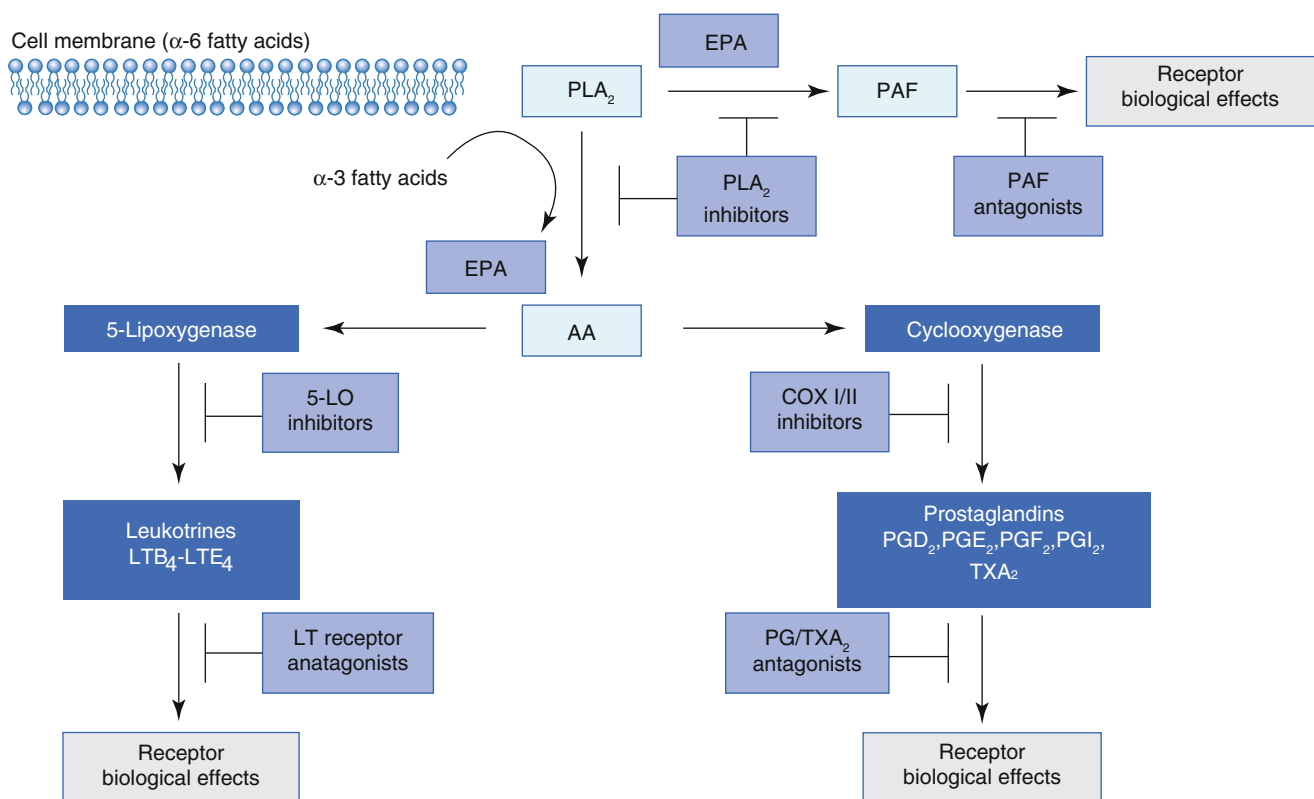 Cell membrane (α-6 fatty acids)
EPA
PLA₂
PAF
Receptor
biological effects
α-3 fatty acids
PLA₂
inhibitors
PAF
antagonists
EPA
5-Lipoxygenase
AA
Cyclooxygenase
5-LO
inhibitors
COX I/II
inhibitors
Leukotrines
LTB₄-LTE₄
Prostaglandins
PGD₂,PGE₂,PGF₂,PGI₂,
TXA₂
LT receptor
anatagonists
PG/TXA₂
antagonists
Receptor
biological effects
Receptor
biological effects